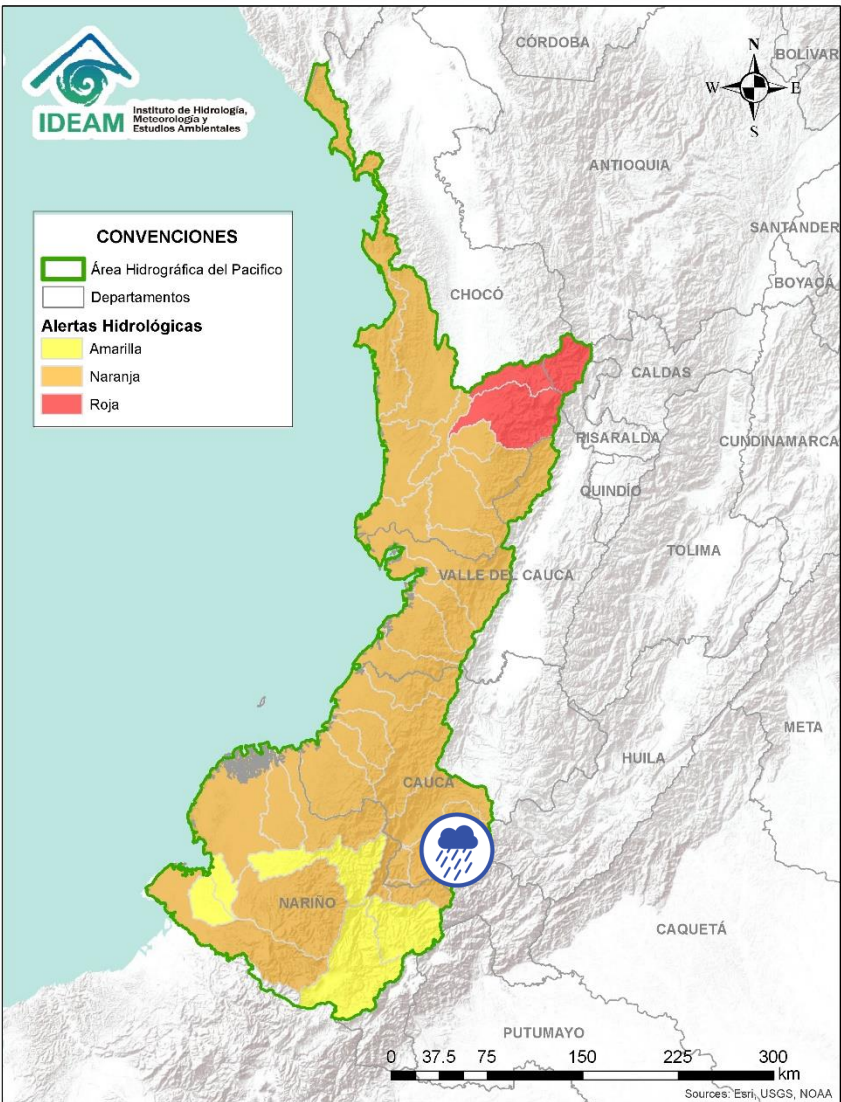 IDEAM
Instituto de Hidrología,
Meteorología y
Estudios Ambientales
CÓRDOBA
BOLIVAR
N
W
E
S
ANTIOQUIA
SANTANDER
BOYACÁ
CONVENCIONES
Área Hidrográfica del Pacifico
Departamentos
Alertas Hidrológicas
Amarilla
Naranja
Roja
CHOCÓ
CALDAS
RISARALDA
CUNDINAMARCA
QUINDÍO
TOLIMA
VALLE DEL CAUCA
META
HUILA
CAUCA
NARIÑO
CAQUETÁ
PUTUMAYO
0 37.5 75 150 225 300
km
Sources: Esri, USGS, NOAA